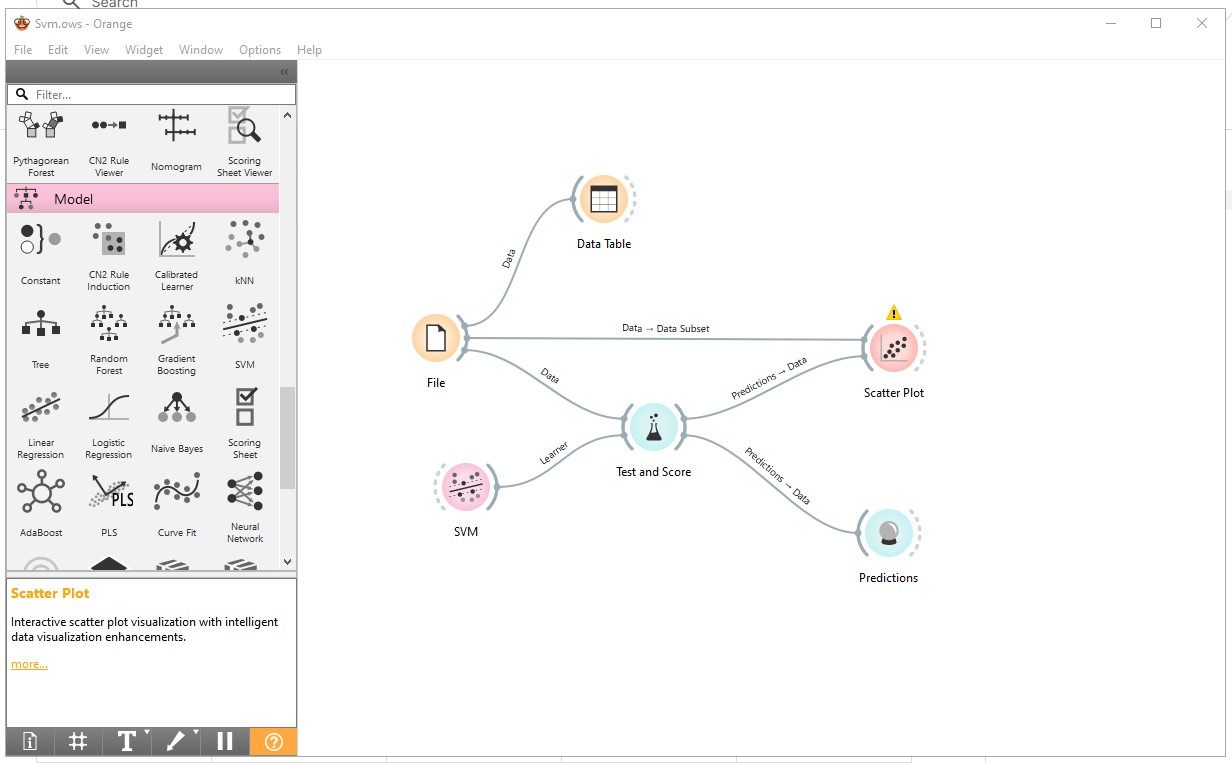 Search
Svm.ows - Orange
File Edit View Widget Window Options Help
Filter...
Pythagorean Forest
CN2 Rule Viewer
Nomogram
Scoring Sheet Viewer
Model
Constant
CN2 Rule Induction
Calibrated Learner
kNN
Tree
Random Forest
Gradient Boosting
SVM
Linear Regression
Logistic Regression
Naive Bayes
Scoring Sheet
AdaBoost
PLS
PLS
Curve Fit
Neural Network
Scatter Plot
Interactive scatter plot visualization with intelligent
data visualization enhancements.
more...
T
?
Data Table
Data
Data → Data Subset
File
Data
Predictions → Data
Scatter Plot
Learner
Test and Score
Predictions → Data
SVM
Predictions